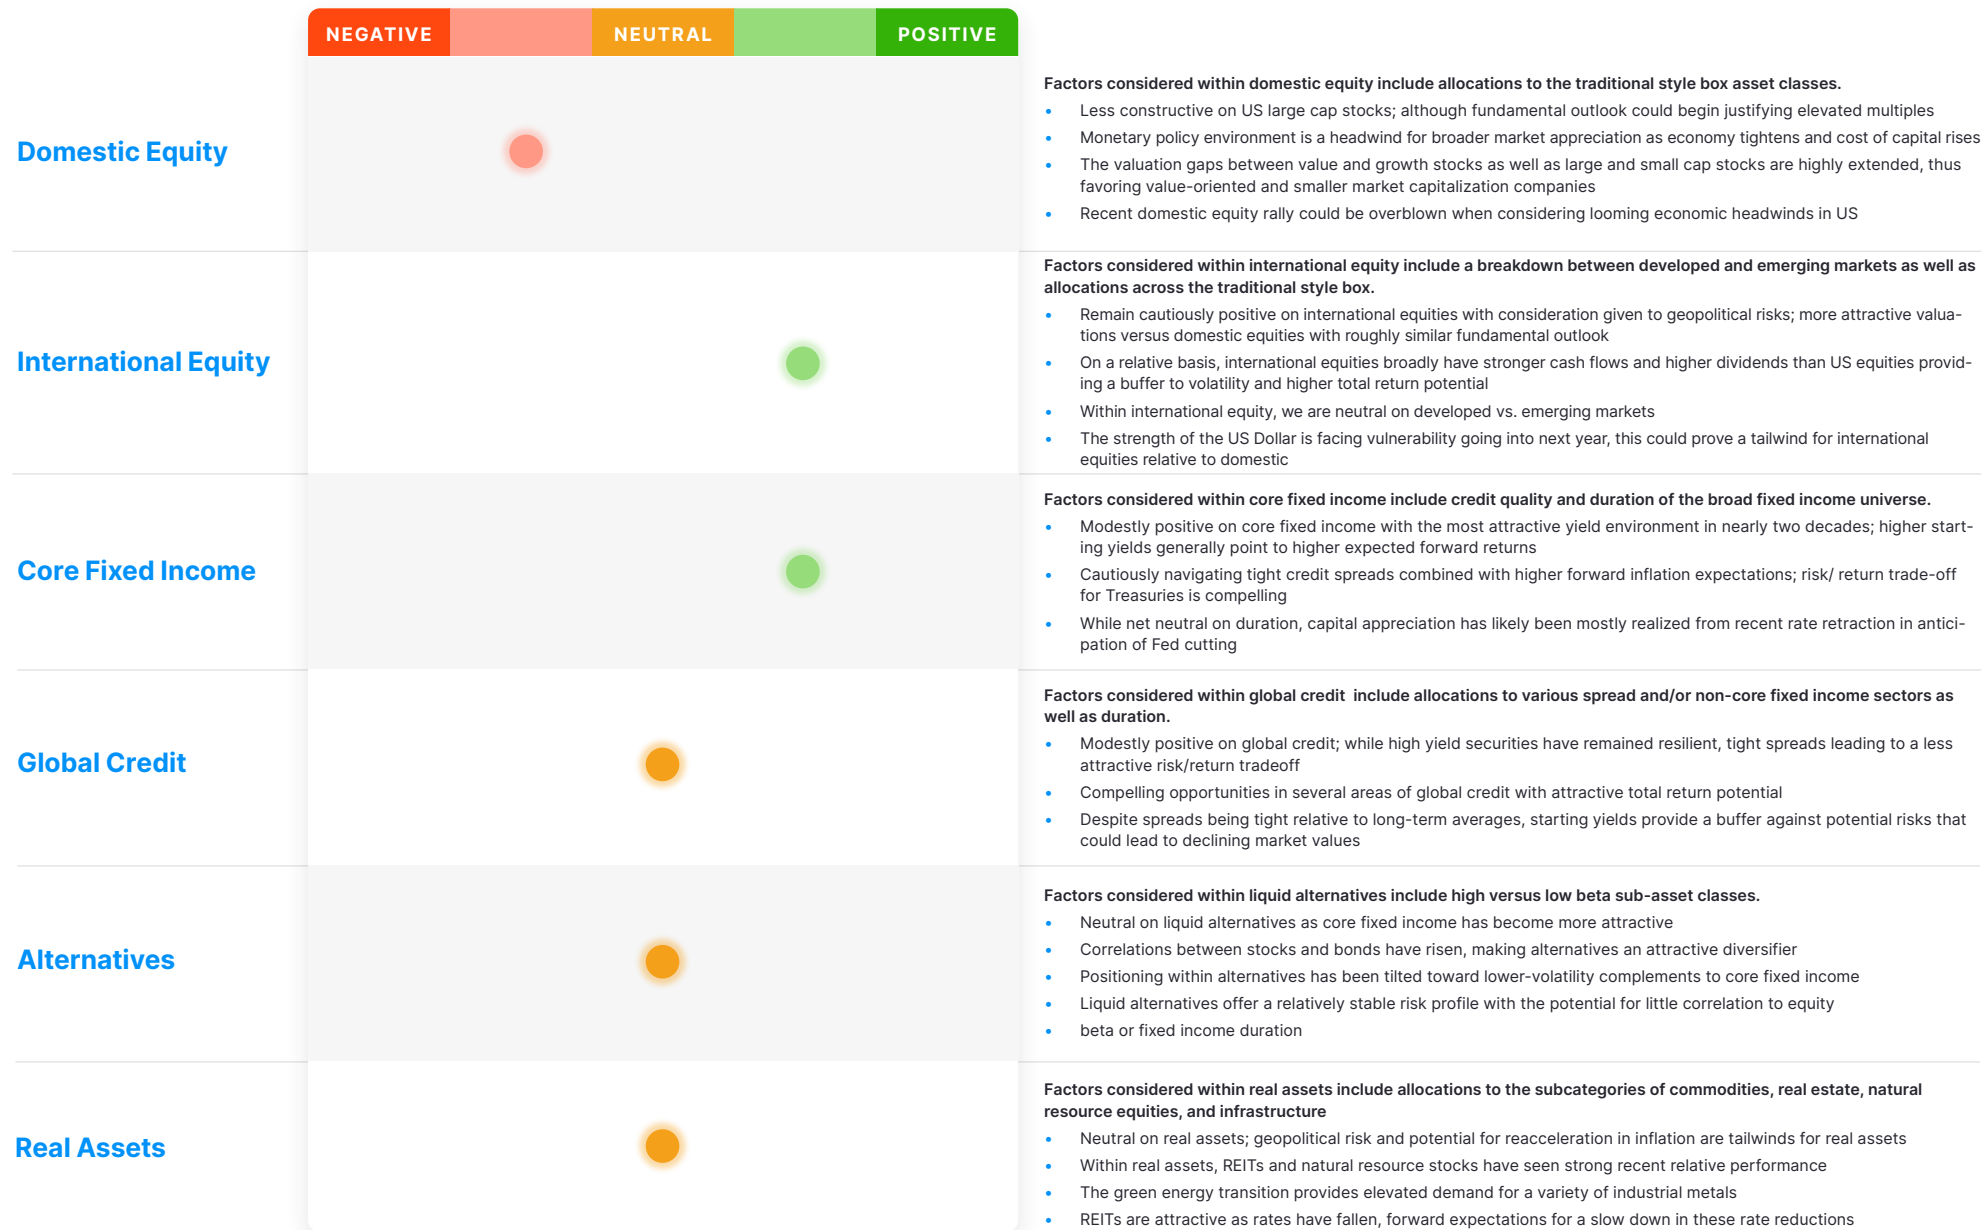 NEGATIVE NEUTRAL POSITIVE
Domestic Equity
Factors considered within domestic equity include allocations to the traditional style box asset classes.
• Less constructive on US large cap stocks; although fundamental outlook could begin justifying elevated multiples
• Monetary policy environment is a headwind for broader market appreciation as economy tightens and cost of capital rises
• The valuation gaps between value and growth stocks as well as large and small cap stocks are highly extended, thus
favoring value-oriented and smaller market capitalization companies
• Recent domestic equity rally could be overblown when considering looming economic headwinds in US
International Equity
Factors considered within international equity include a breakdown between developed and emerging markets as well as
allocations across the traditional style box.
• Remain cautiously positive on international equities with consideration given to geopolitical risks; more attractive valua-
tions versus domestic equities with roughly similar fundamental outlook
• On a relative basis, international equities broadly have stronger cash flows and higher dividends than US equities provid-
ing a buffer to volatility and higher total return potential
• Within international equity, we are neutral on developed vs. emerging markets
• The strength of the US Dollar is facing vulnerability going into next year, this could prove a tailwind for international
equities relative to domestic
Core Fixed Income
Factors considered within core fixed income include credit quality and duration of the broad fixed income universe.
• Modestly positive on core fixed income with the most attractive yield environment in nearly two decades; higher start-
ing yields generally point to higher expected forward returns
• Cautiously navigating tight credit spreads combined with higher forward inflation expectations; risk/ return trade-off
for Treasuries is compelling
• While net neutral on duration, capital appreciation has likely been mostly realized from recent rate retraction in antici-
pation of Fed cutting
Global Credit
Factors considered within global credit  include allocations to various spread and/or non-core fixed income sectors as
well as duration.
• Modestly positive on global credit; while high yield securities have remained resilient, tight spreads leading to a less
attractive risk/return tradeoff
• Compelling opportunities in several areas of global credit with attractive total return potential
• Despite spreads being tight relative to long-term averages, starting yields provide a buffer against potential risks that
could lead to declining market values
Alternatives
Factors considered within liquid alternatives include high versus low beta sub-asset classes.
• Neutral on liquid alternatives as core fixed income has become more attractive
• Correlations between stocks and bonds have risen, making alternatives an attractive diversifier
• Positioning within alternatives has been tilted toward lower-volatility complements to core fixed income
• Liquid alternatives offer a relatively stable risk profile with the potential for little correlation to equity
• beta or fixed income duration
Real Assets
Factors considered within real assets include allocations to the subcategories of commodities, real estate, natural
resource equities, and infrastructure
• Neutral on real assets; geopolitical risk and potential for reacceleration in inflation are tailwinds for real assets
• Within real assets, REITs and natural resource stocks have seen strong recent relative performance
• The green energy transition provides elevated demand for a variety of industrial metals
• REITs are attractive as rates have fallen, forward expectations for a slow down in these rate reductions